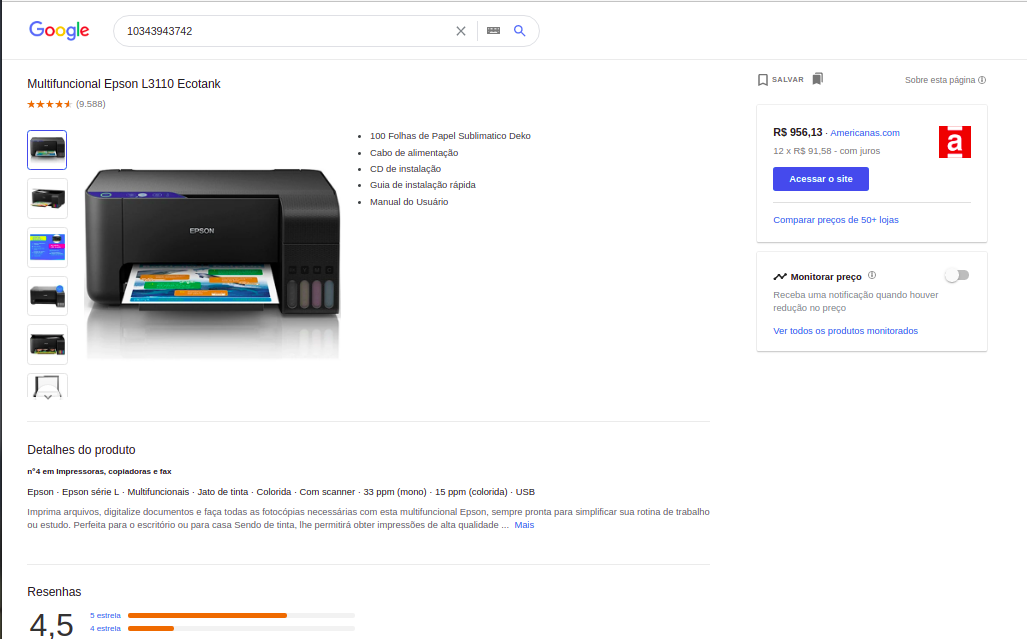 Google
10343943742
Multifuncional Epson L3110 Ecotank
(9.588)
SALVAR
Sobre esta página
100 Folhas de Papel Sublimatico Deko
Cabo de alimentação
CD de instalação
Guia de instalação rápida
Manual do Usuário
EPSON
R$ 956,13 · Americanas.com
12 x R$ 91,58 - com juros
a
Acessar o site
Comparar preços de 50+ lojas
Monitorar preço
Receba uma notificação quando houver
redução no preço
Ver todos os produtos monitorados
Detalhes do produto
nº4 em Impressoras, copiadoras e fax
Epson · Epson série L · Multifuncionais · Jato de tinta · Colorida · Com scanner · 33 ppm (mono) · 15 ppm (colorida) · USB
Imprima arquivos, digitalize documentos e faça todas as fotocópias necessárias com esta multifuncional Epson, sempre pronta para simplificar sua rotina de trabalho
ou estudo. Perfeita para o escritório ou para casa Sendo de tinta, lhe permitirá obter impressões de alta qualidade ... Mais
Resenhas
4,5
5 estrela
4 estrela